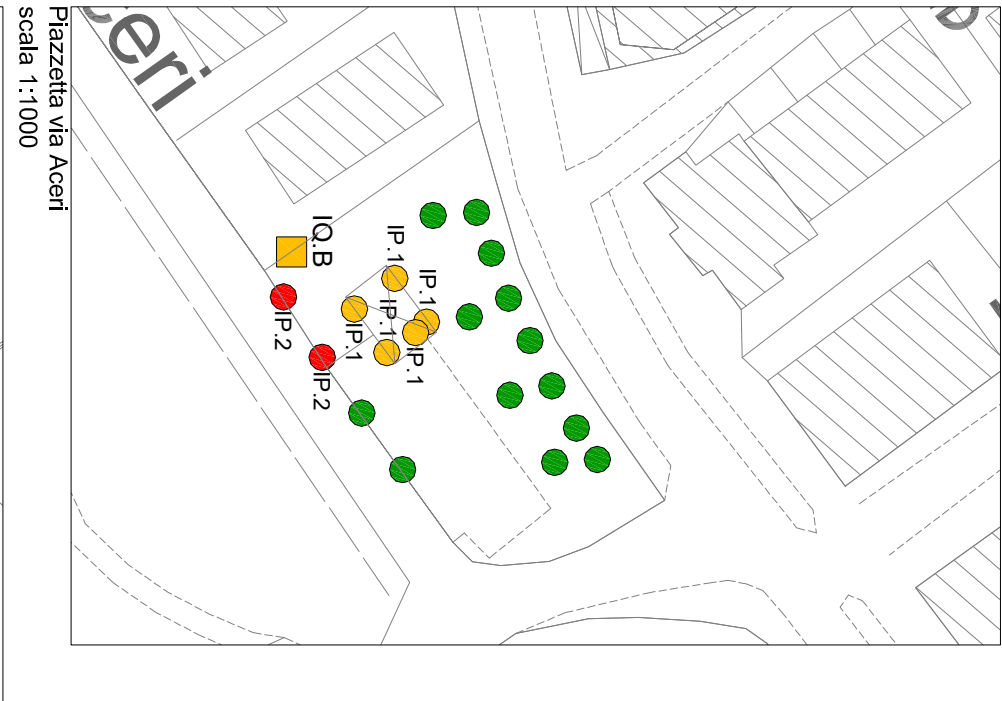 Piazzetta via Aceri
scala 1:1000
ceri
IQ.B
IP.1
IP.1
IP.1
IP.1
IP.1
IP.2
IP.2